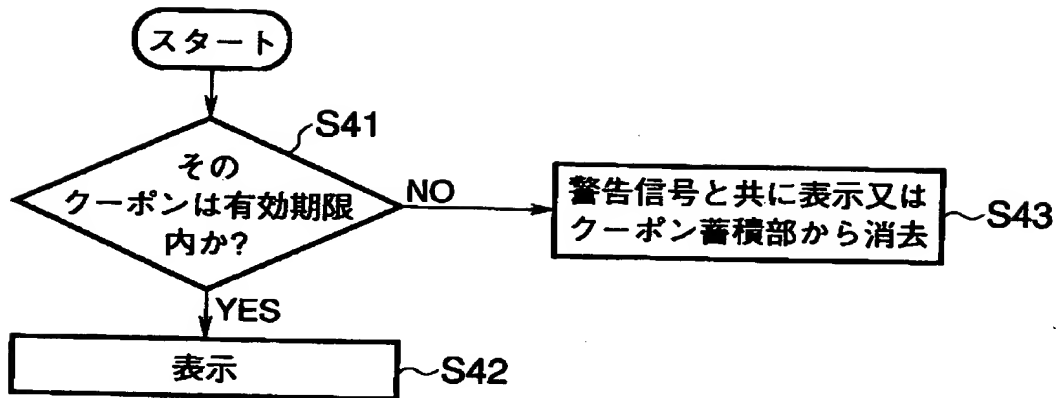 スタート
S41
その
クーポンは有効期限
内か?
NO
警告信号と共に表示又は
クーポン蓄積部から消去
S43
YES
表示
S42